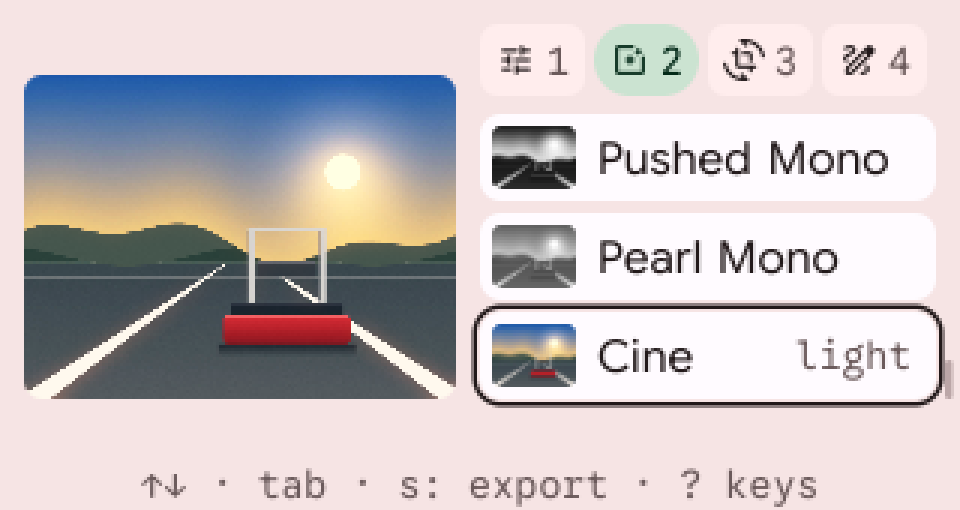 1 2 3 4
Pushed Mono
Pearl Mono
Cine light
↑↓ · tab · s: export · ? keys